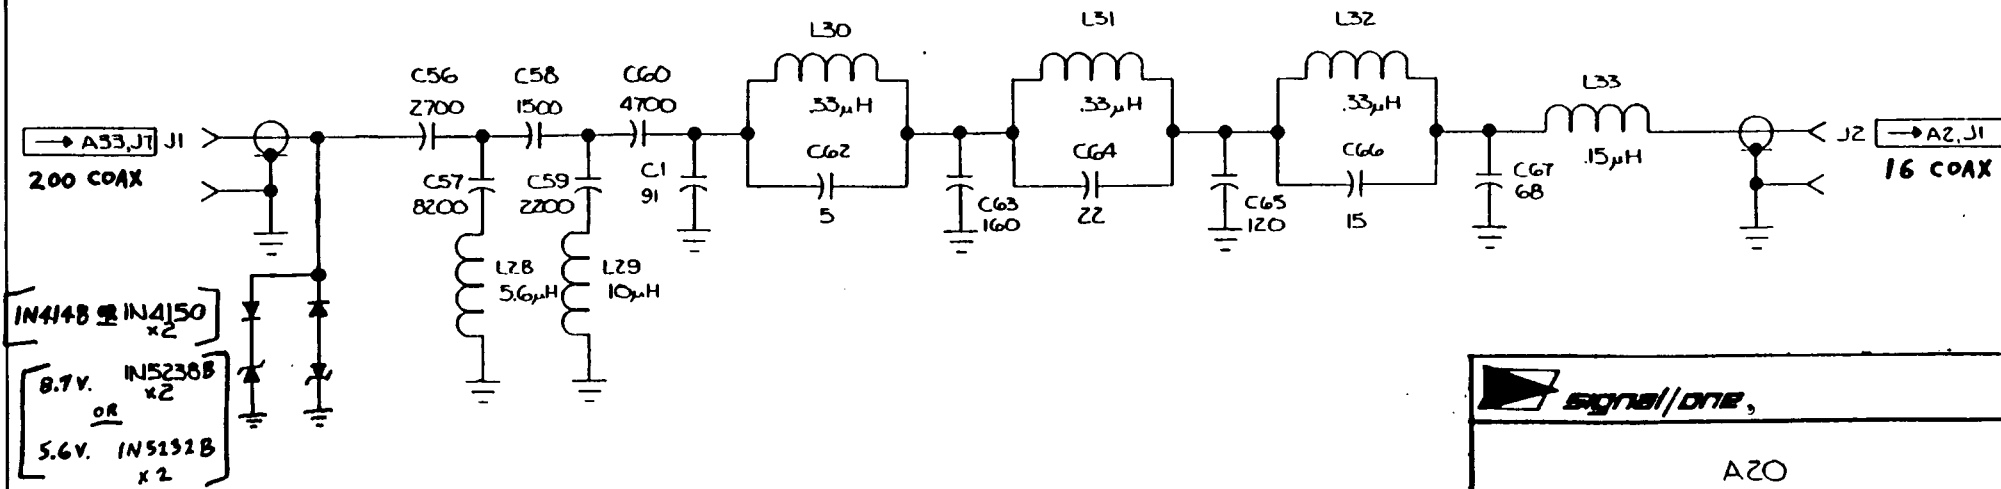 L30
.33µH
L31
.33µH
L32
.33µH
L33
.15µH
C56
2700
C58
1500
C60
4700
→ A33,J7 J1
200 COAX
C57
8200
C59
2200
C1
91
C62
5
C63
160
C64
22
C65
120
C66
15
C67
68
J2 → A2,J1
16 COAX
L28
5.6µH
L29
10µH
1N4148 OR 1N4150
x2
8.7V. 1N5238B
x2
OR
5.6V. 1N5232B
x2
signal/one,
A20